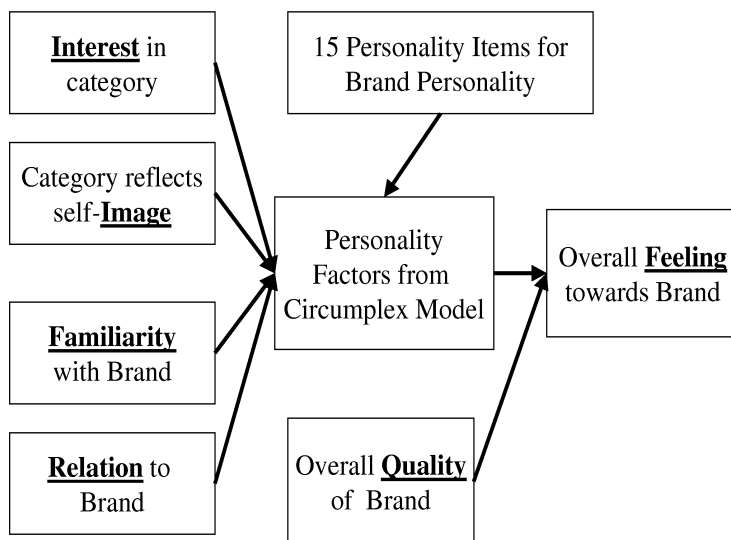 Interest in
category
15 Personality Items for
Brand Personality
Category reflects
self-Image
Personality
Factors from
Circumplex Model
Overall Feeling
towards Brand
Familiarity
with Brand
Relation to
Brand
Overall Quality
of Brand